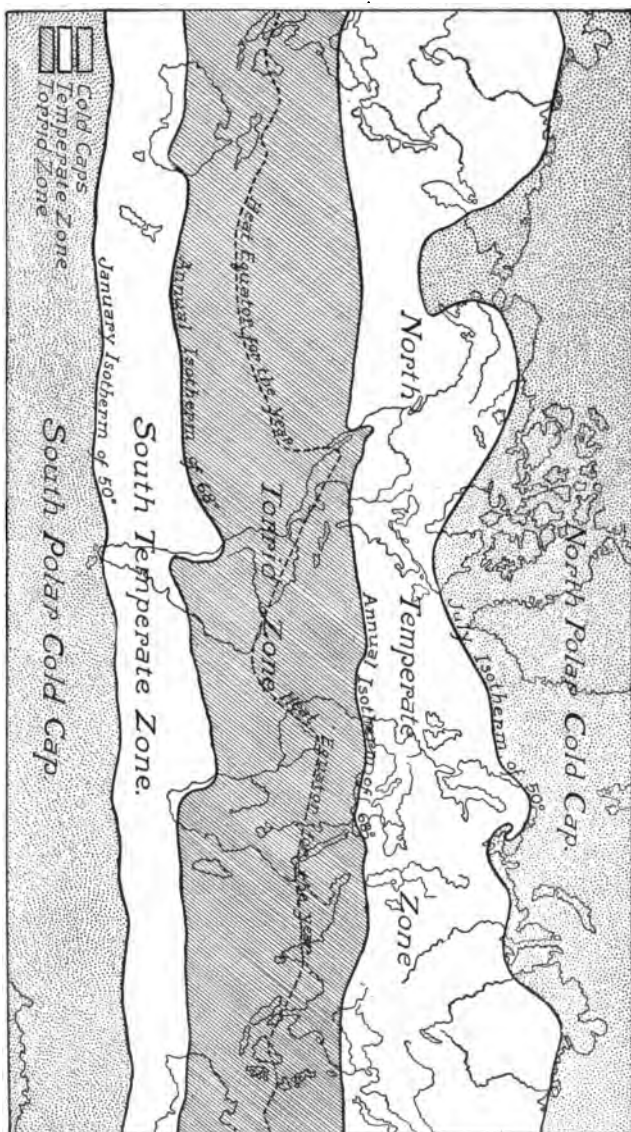 North Polar Cold Cap.
July Isotherm of 50°
North Temperate Zone
Annual Isotherm of 68°
Heat Equator for the year
Torrid Zone
Heat Equator for the year
Annual Isotherm of 68°
South Temperate Zone.
January Isotherm of 50°
South Polar Cold Cap
Cold Caps
Temperate Zone
Torrid Zone